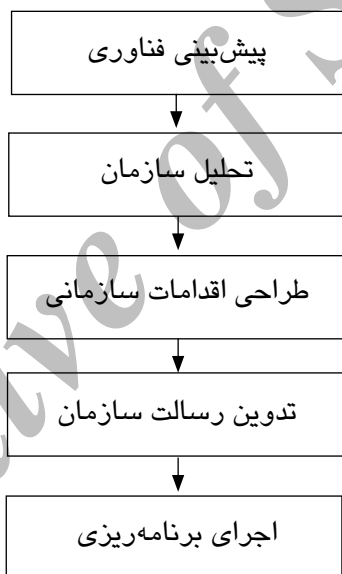 پیش‌بینی فناوری
تحلیل سازمان
طراحی اقدامات سازمانی
تدوین رسالت سازمان
اجرای برنامه‌ریزی